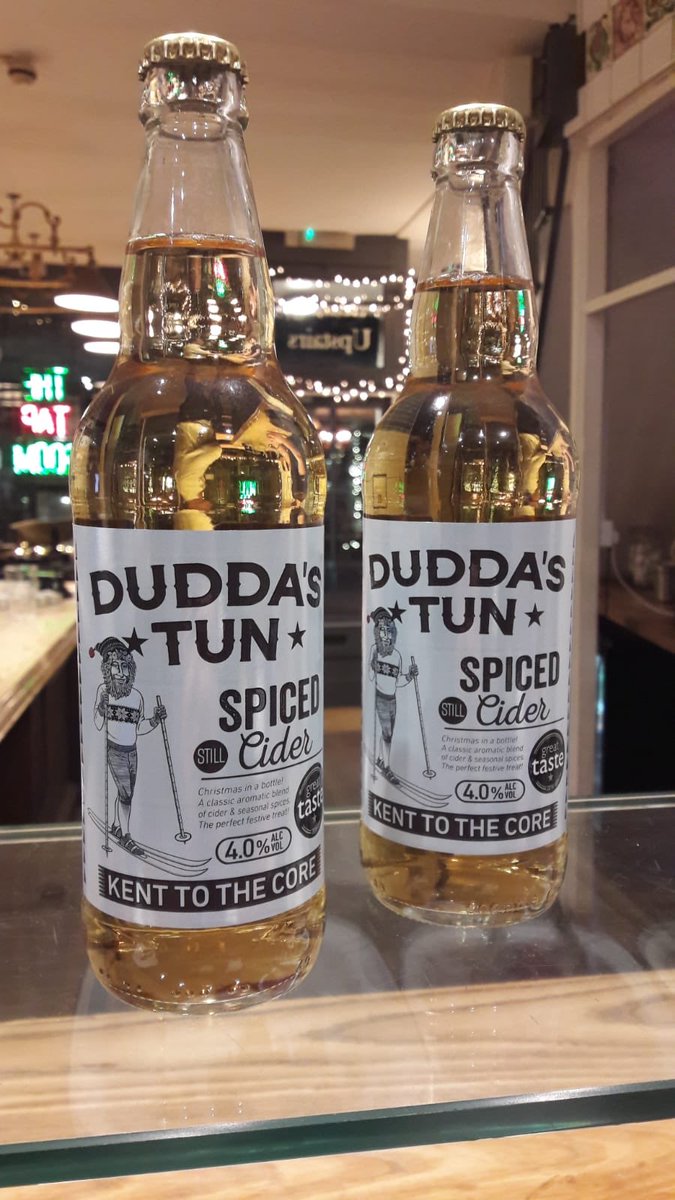 Upstairs
THE
TAP
DUDDA'S
TUN
SPICED
STILL Cider
Christmas in a bottle!
A classic aromatic blend
of cider & seasonal spices.
The perfect festive treat!
great
taste
4.0% ALC
VOL
KENT TO THE CORE
DUDDA'S
TUN
SPICED
STILL Cider
Christmas in a bottle!
A classic aromatic blend
of cider & seasonal spices.
The perfect festive treat!
great
taste
4.0% ALC
VOL
KENT TO THE CORE